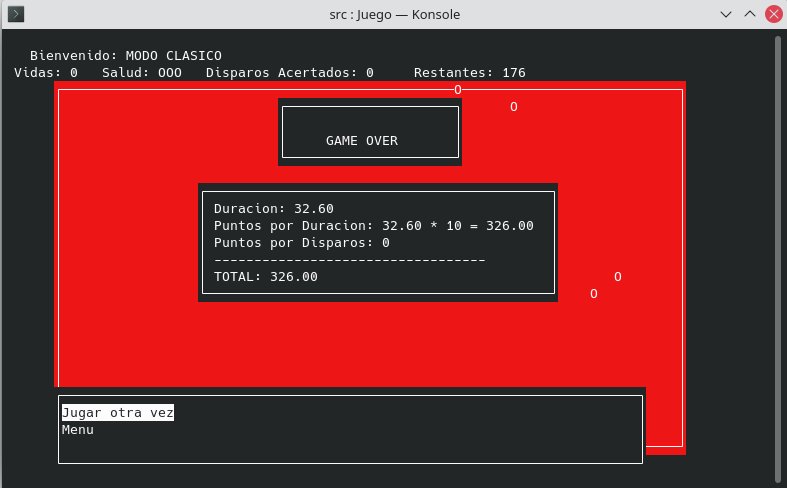 src : Juego — Konsole
Bienvenido: MODO CLASICO
Vidas: 0 Salud: OOO Disparos Acertados: 0 Restantes: 176
O
O
GAME OVER
Duracion: 32.60
Puntos por Duracion: 32.60 * 10 = 326.00
Puntos por Disparos: 0
----------------------------------
TOTAL: 326.00
O
O
Jugar otra vez
Menu